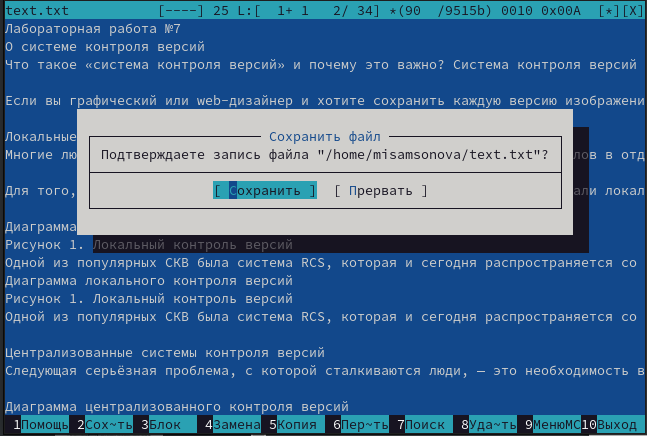 text.txt [----] 25 L:[ 1+ 1 2/ 34] *(90 /9515b) 0010 0x00A [*][X]
Лабораторная работа №7
О системе контроля версий
Что такое «система контроля версий» и почему это важно? Система контроля версий
Если вы графический или web-дизайнер и хотите сохранить каждую версию изображени
Сохранить файл
Локальные
Подтверждаете запись файла "/home/misamsonova/text.txt"?
Многие лю лов в отд
[ Сохранить ] [ Прервать ]
Для того, али локал
Диаграмма
Рисунок 1. Локальный контроль версий
Одной из популярных СКВ была система RCS, которая и сегодня распространяется со
Диаграмма локального контроля версий
Рисунок 1. Локальный контроль версий
Одной из популярных СКВ была система RCS, которая и сегодня распространяется со
Централизованные системы контроля версий
Следующая серьёзная проблема, с которой сталкиваются люди, — это необходимость в
Диаграмма централизованного контроля версий
1Помощь 2Сох~ть 3Блок 4Замена 5Копия 6Пер~ть 7Поиск 8Уда~ть 9МенюMC 10Выход